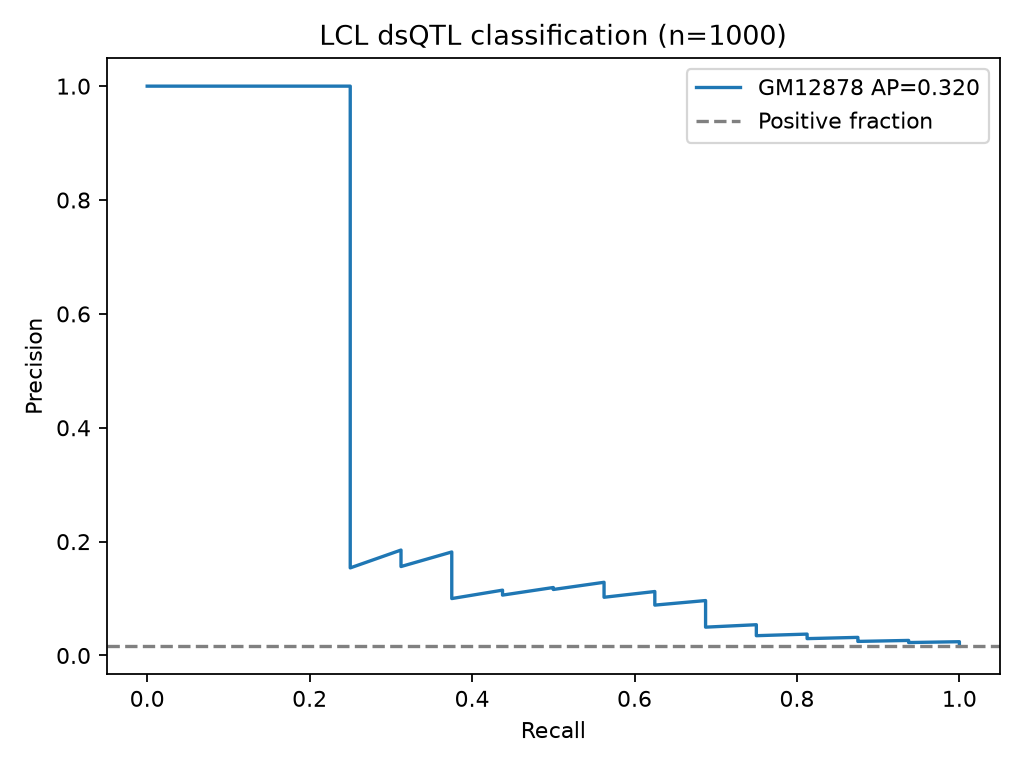 LCL dsQTL classification (n=1000)
GM12878 AP=0.320
Positive fraction
Precision
1.0
0.8
0.6
0.4
0.2
0.0
0.0 0.2 0.4 0.6 0.8 1.0
Recall